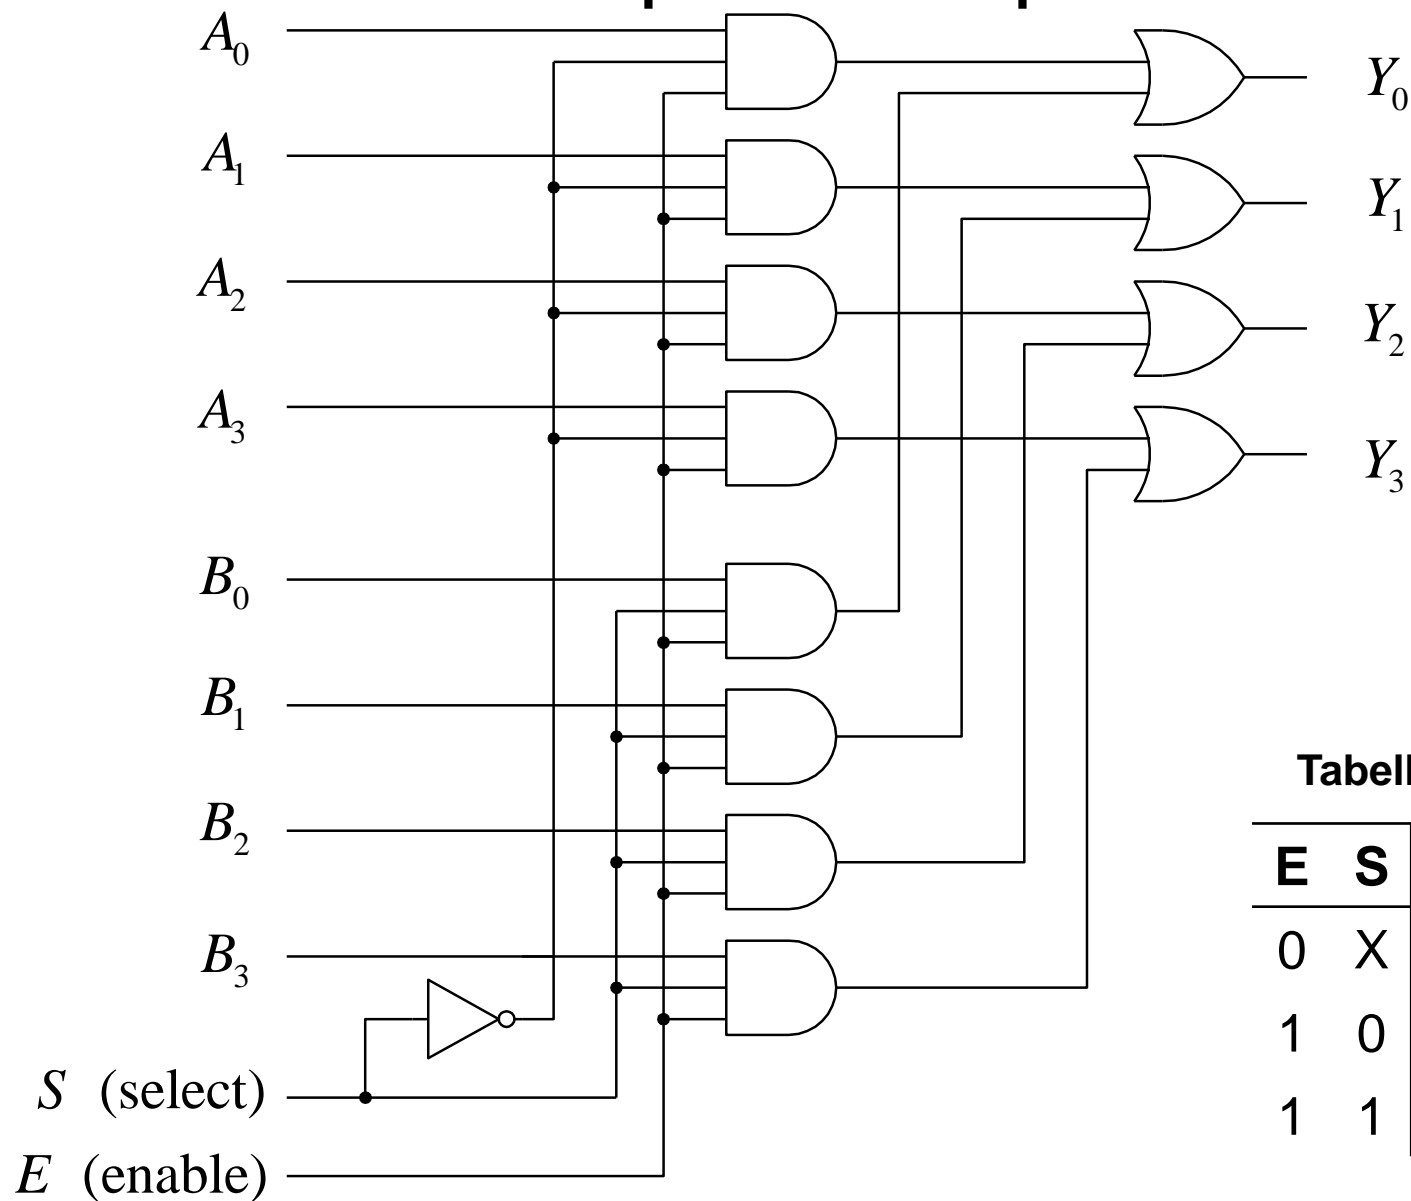 A0
Y0
A1
Y1
A2
Y2
A3
Y3
B0
B1
B2
B3
S (select)
E (enable)
E S
0 X
1 0
1 1